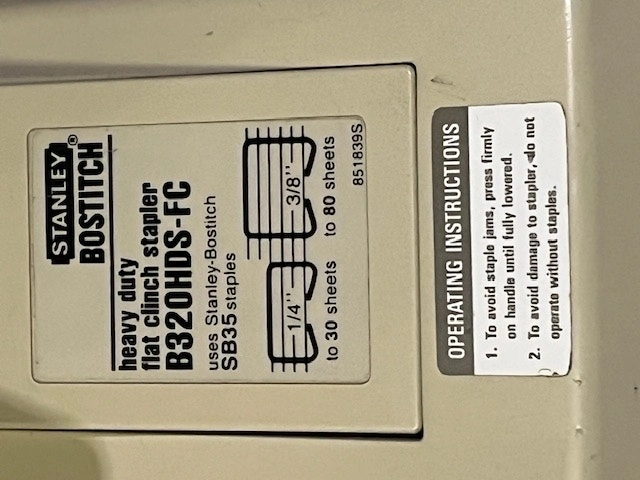 STANLEY®
BOSTITCH
heavy duty
flat clinch stapler
B320HDS-FC
uses Stanley-Bostitch
SB35 staples
1/4" 3/8"
to 30 sheets to 80 sheets
851839S
OPERATING INSTRUCTIONS
1. To avoid staple jams, press firmly
on handle until fully lowered.
2. To avoid damage to stapler, do not
operate without staples.